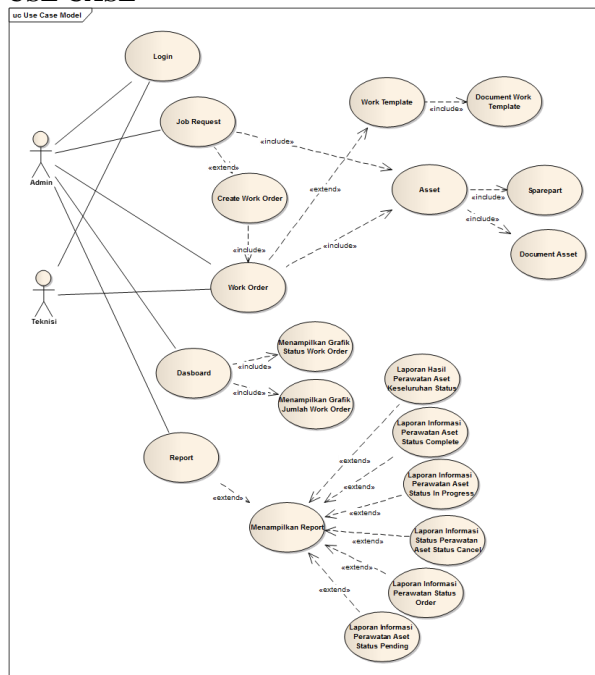 uc Use Case Model
Login
Job Request
Work Template
Document Work
Template
«include»
«include»
Admin
«extend»
«extend»
Create Work Order
Asset
Sparepart
«include»
«include»
Document Asset
«include»
«include»
Teknisi
Work Order
Menampilkan Grafik
Status Work Order
«include»
Dasboard
Menampilkan Grafik
Jumlah Work Order
«include»
Laporan Hasil
Perawatan Aset
Keseluruhan Status
Laporan Informasi
Perawatan Aset
Status Complete
Report
«extend»
«extend»
Laporan Informasi
Perawatan Aset
Status In Progress
«extend»
«extend»
Menampilkan Report
Laporan Informasi
Status Perawatan
Aset Status Cancel
«extend»
«extend»
Laporan Informasi
Perawatan Status
Order
«extend»
Laporan Informasi
Perawatan Aset
Status Pending